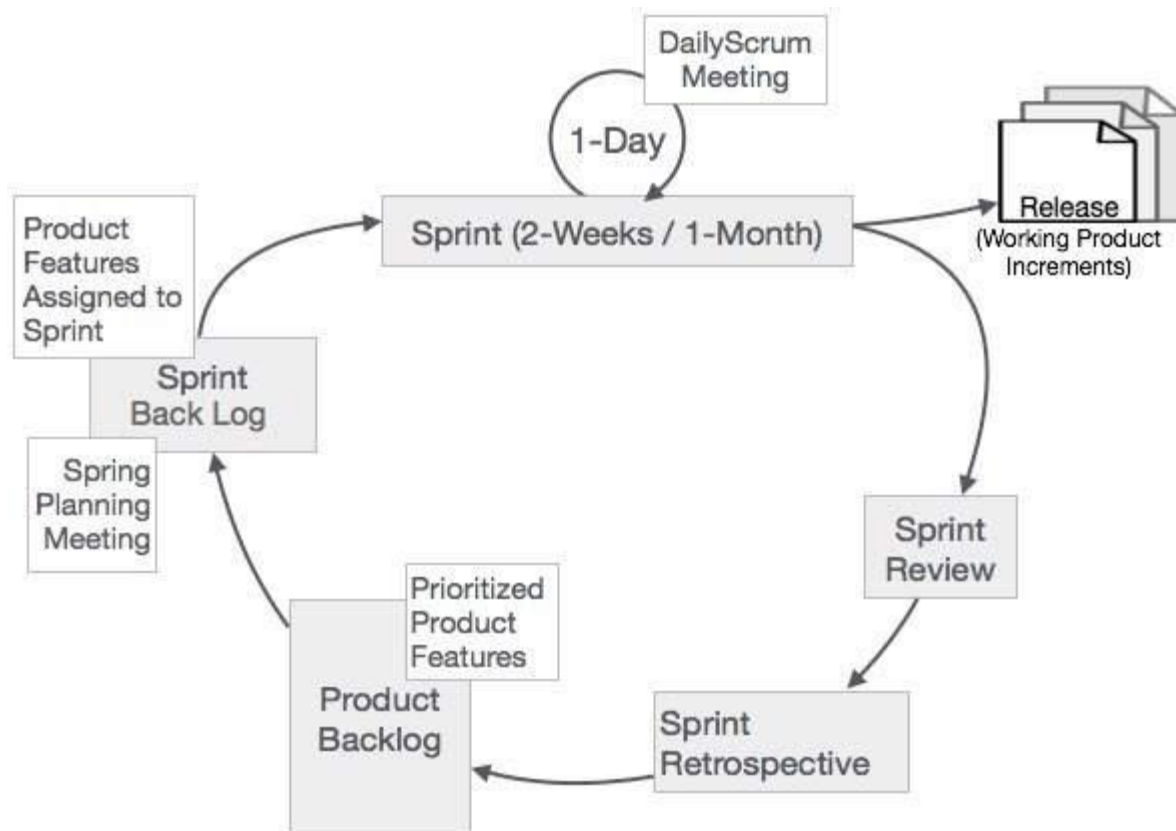 DailyScrum
Meeting
1-Day
Sprint (2-Weeks / 1-Month)
Release
(Working Product
Increments)
Product
Features
Assigned to
Sprint
Sprint
Back Log
Spring
Planning
Meeting
Sprint
Review
Prioritized
Product
Features
Product
Backlog
Sprint
Retrospective